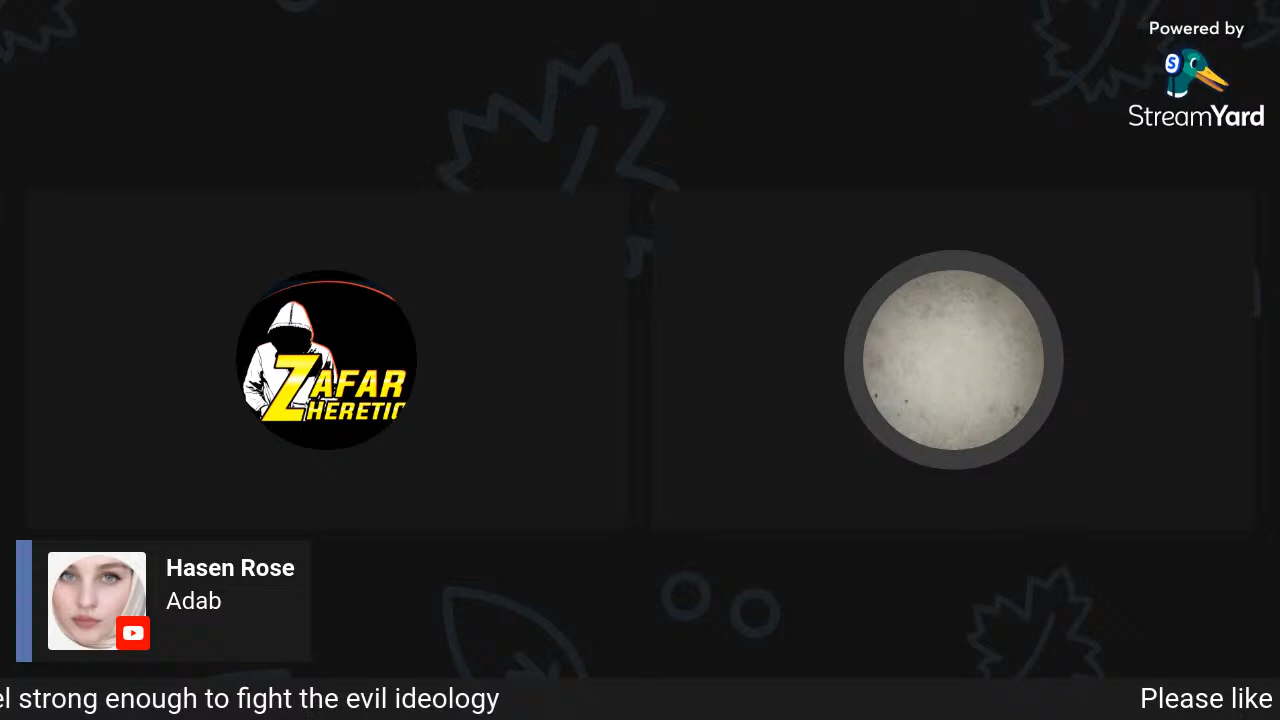 Powered by
StreamYard
ZAFAR
HERETIC
Hasen Rose
Adab
strong enough to fight the evil ideology
Please like